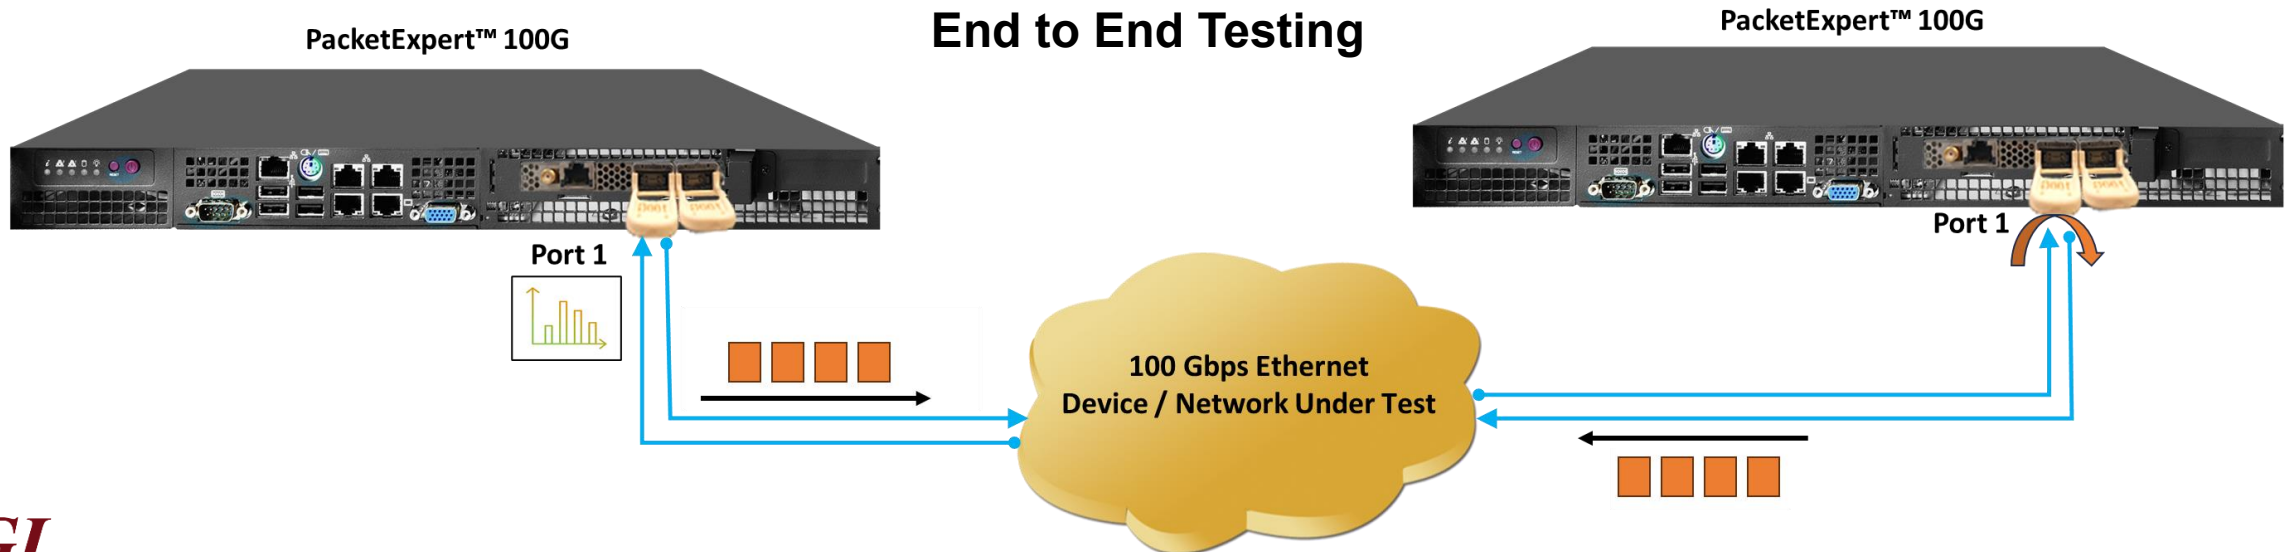 End to End Testing
PacketExpert™ 100G
PacketExpert™ 100G
Port 1
Port 1
100 Gbps Ethernet
Device / Network Under Test